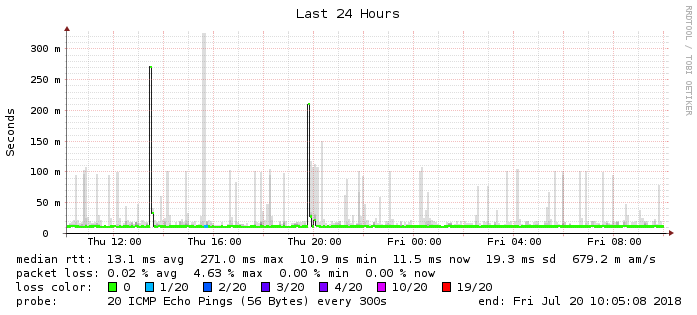 Last 24 Hours
RRDTOOL / TOBI OETIKER
Seconds
300 m
250 m
200 m
150 m
100 m
50 m
0
Thu 12:00 Thu 16:00 Thu 20:00 Fri 00:00 Fri 04:00 Fri 08:00
median rtt: 13.1 ms avg 271.0 ms max 10.9 ms min 11.5 ms now 19.3 ms sd 679.2 m am/s
packet loss: 0.02 % avg 4.63 % max 0.00 % min 0.00 % now
loss color: 0 1/20 2/20 3/20 4/20 10/20 19/20
probe: 20 ICMP Echo Pings (56 Bytes) every 300s end: Fri Jul 20 10:05:08 2018